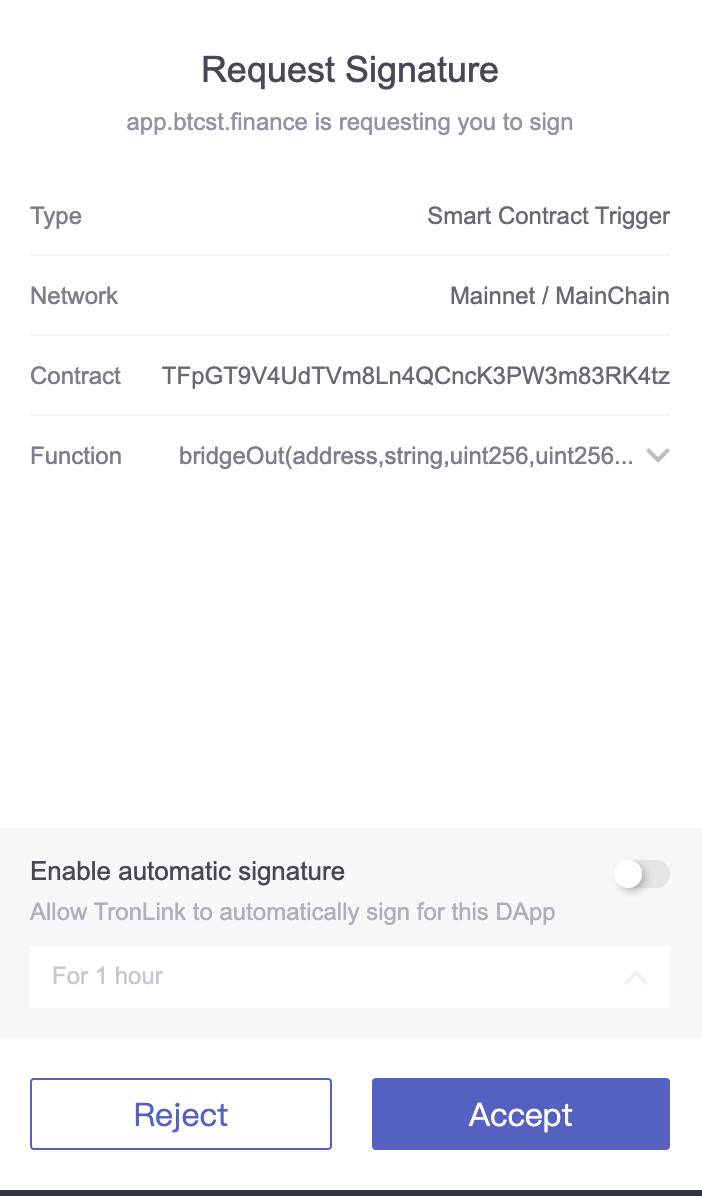 Request Signature
app.btcst.finance is requesting you to sign
Type Smart Contract Trigger
Network Mainnet / MainChain
Contract TFpGT9V4UdTVm8Ln4QCncK3PW3m83RK4tz
Function bridgeOut(address,string,uint256,uint256...
Enable automatic signature
Allow TronLink to automatically sign for this DApp
For 1 hour
Reject Accept